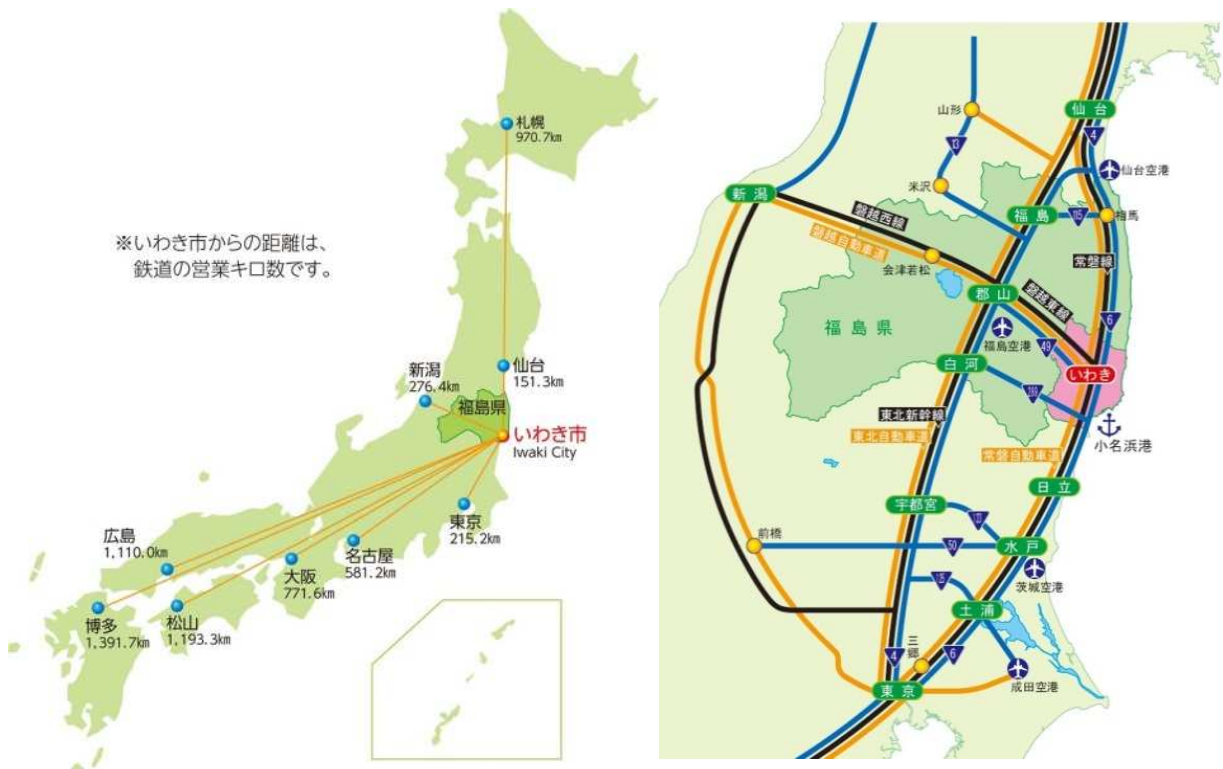 札幌
970.7km
※いわき市からの距離は、
鉄道の営業キロ数です。
仙台
151.3km
新潟
276.4km
福島県
いわき市
Iwaki City
東京
215.2km
名古屋
581.2km
大阪
771.6km
広島
1,110.0km
松山
1,193.3km
博多
1,391.7km
山形
仙台
4
13
仙台空港
米沢
新潟
福島
115
相馬
磐越西線
磐越自動車道
常磐線
会津若松
郡山
磐越東線
6
福島県
福島空港
49
白河
いわき
289
東北新幹線
東北自動車道
小名浜港
常磐自動車道
日立
宇都宮
123
前橋
50
水戸
茨城空港
土浦
三郷
4
6
成田空港
東京